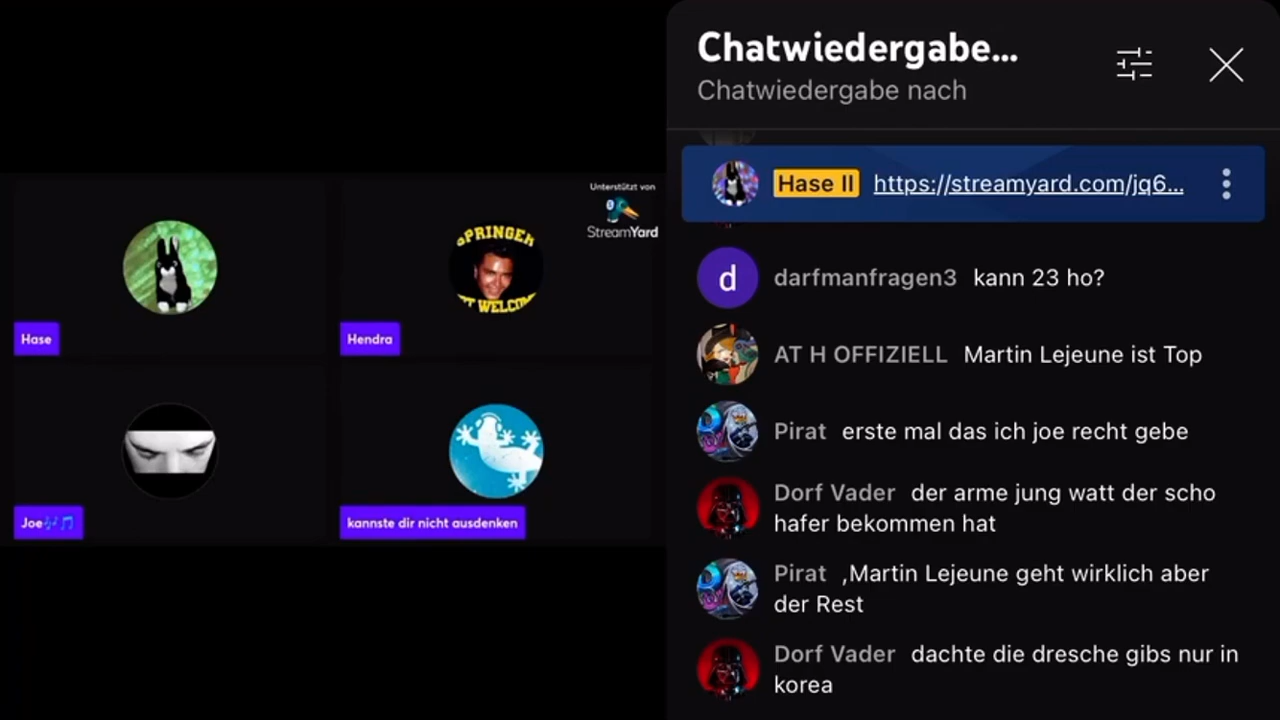 Chatwiedergabe...
Chatwiedergabe nach
Hase II https://streamyard.com/jq6...
darfmanfragen3 kann 23 ho?
AT H OFFIZIELL Martin Lejeune ist Top
Pirat erste mal das ich joe recht gebe
Dorf Vader der arme jung watt der scho
hafer bekommen hat
Pirat ,Martin Lejeune geht wirklich aber
der Rest
Dorf Vader dachte die dresche gibs nur in
korea
Unterstützt von
StreamYard
SPRINGER
WELCOME
Hase
Hendra
Joe🎶🎵
kannste dir nicht ausdenken
d